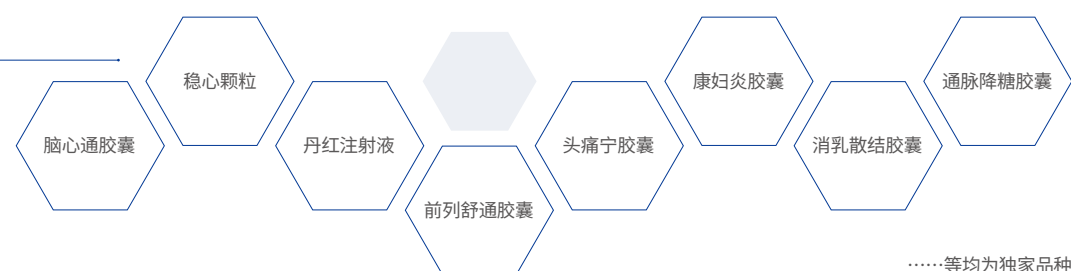 脑心通胶囊
稳心颗粒
丹红注射液
前列舒通胶囊
头痛宁胶囊
康妇炎胶囊
消乳散结胶囊
通脉降糖胶囊
……等均为独家品种